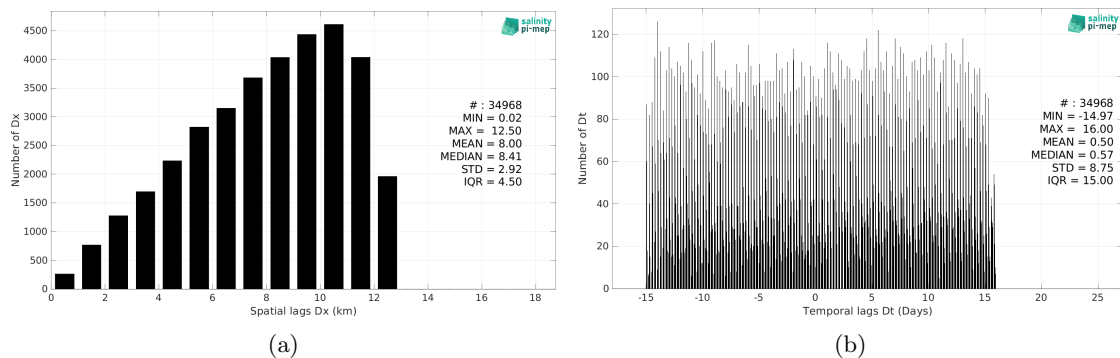 4500
4000
3500
3000
2500
2000
1500
1000
500
0
Number of Dx
0 2 4 6 8 10 12 14 16 18
Spatial lags Dx (km)
salinity
pi-mep
# : 34968
MIN = 0.02
MAX = 12.50
MEAN = 8.00
MEDIAN = 8.41
STD = 2.92
IQR = 4.50
(a)
120
100
80
60
40
20
0
Number of Dt
-15 -10 -5 0 5 10 15 20 25
Temporal lags Dt (Days)
salinity
pi-mep
# : 34968
MIN = -14.97
MAX = 16.00
MEAN = 0.50
MEDIAN = 0.57
STD = 8.75
IQR = 15.00
(b)